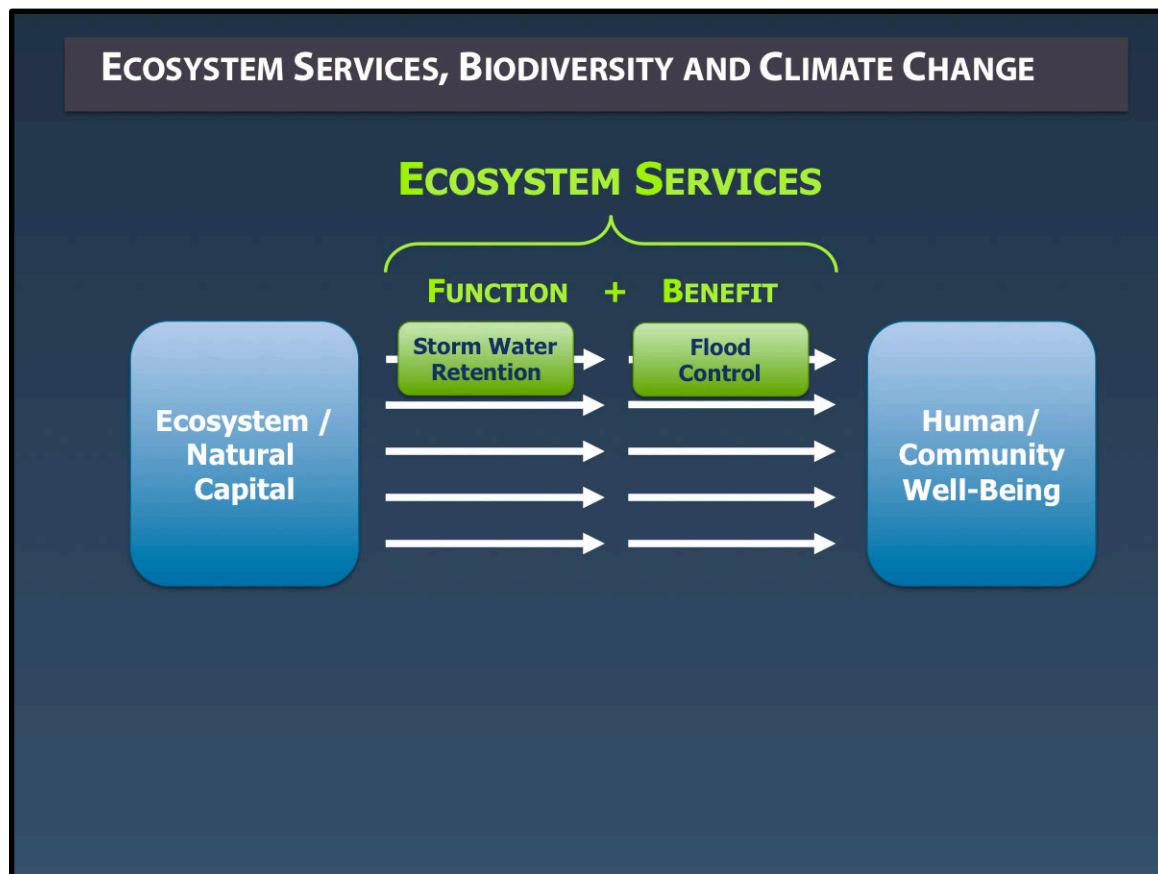 ECOSYSTEM SERVICES, BIODIVERSITY AND CLIMATE CHANGE
ECOSYSTEM SERVICES
FUNCTION + BENEFIT
Storm Water
Retention
Flood
Control
Ecosystem /
Natural
Capital
Human/
Community
Well-Being